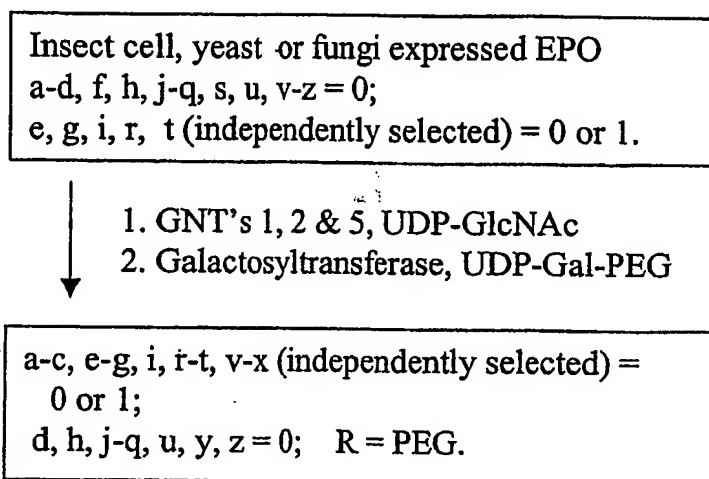 Insect cell, yeast or fungi expressed EPO
a-d, f, h, j-q, s, u, v-z = 0;
e, g, i, r, t (independently selected) = 0 or 1.
1. GNT's 1, 2 & 5, UDP-GlcNAc
2. Galactosyltransferase, UDP-Gal-PEG
a-c, e-g, i, r-t, v-x (independently selected) =
0 or 1;
d, h, j-q, u, y, z = 0; R = PEG.